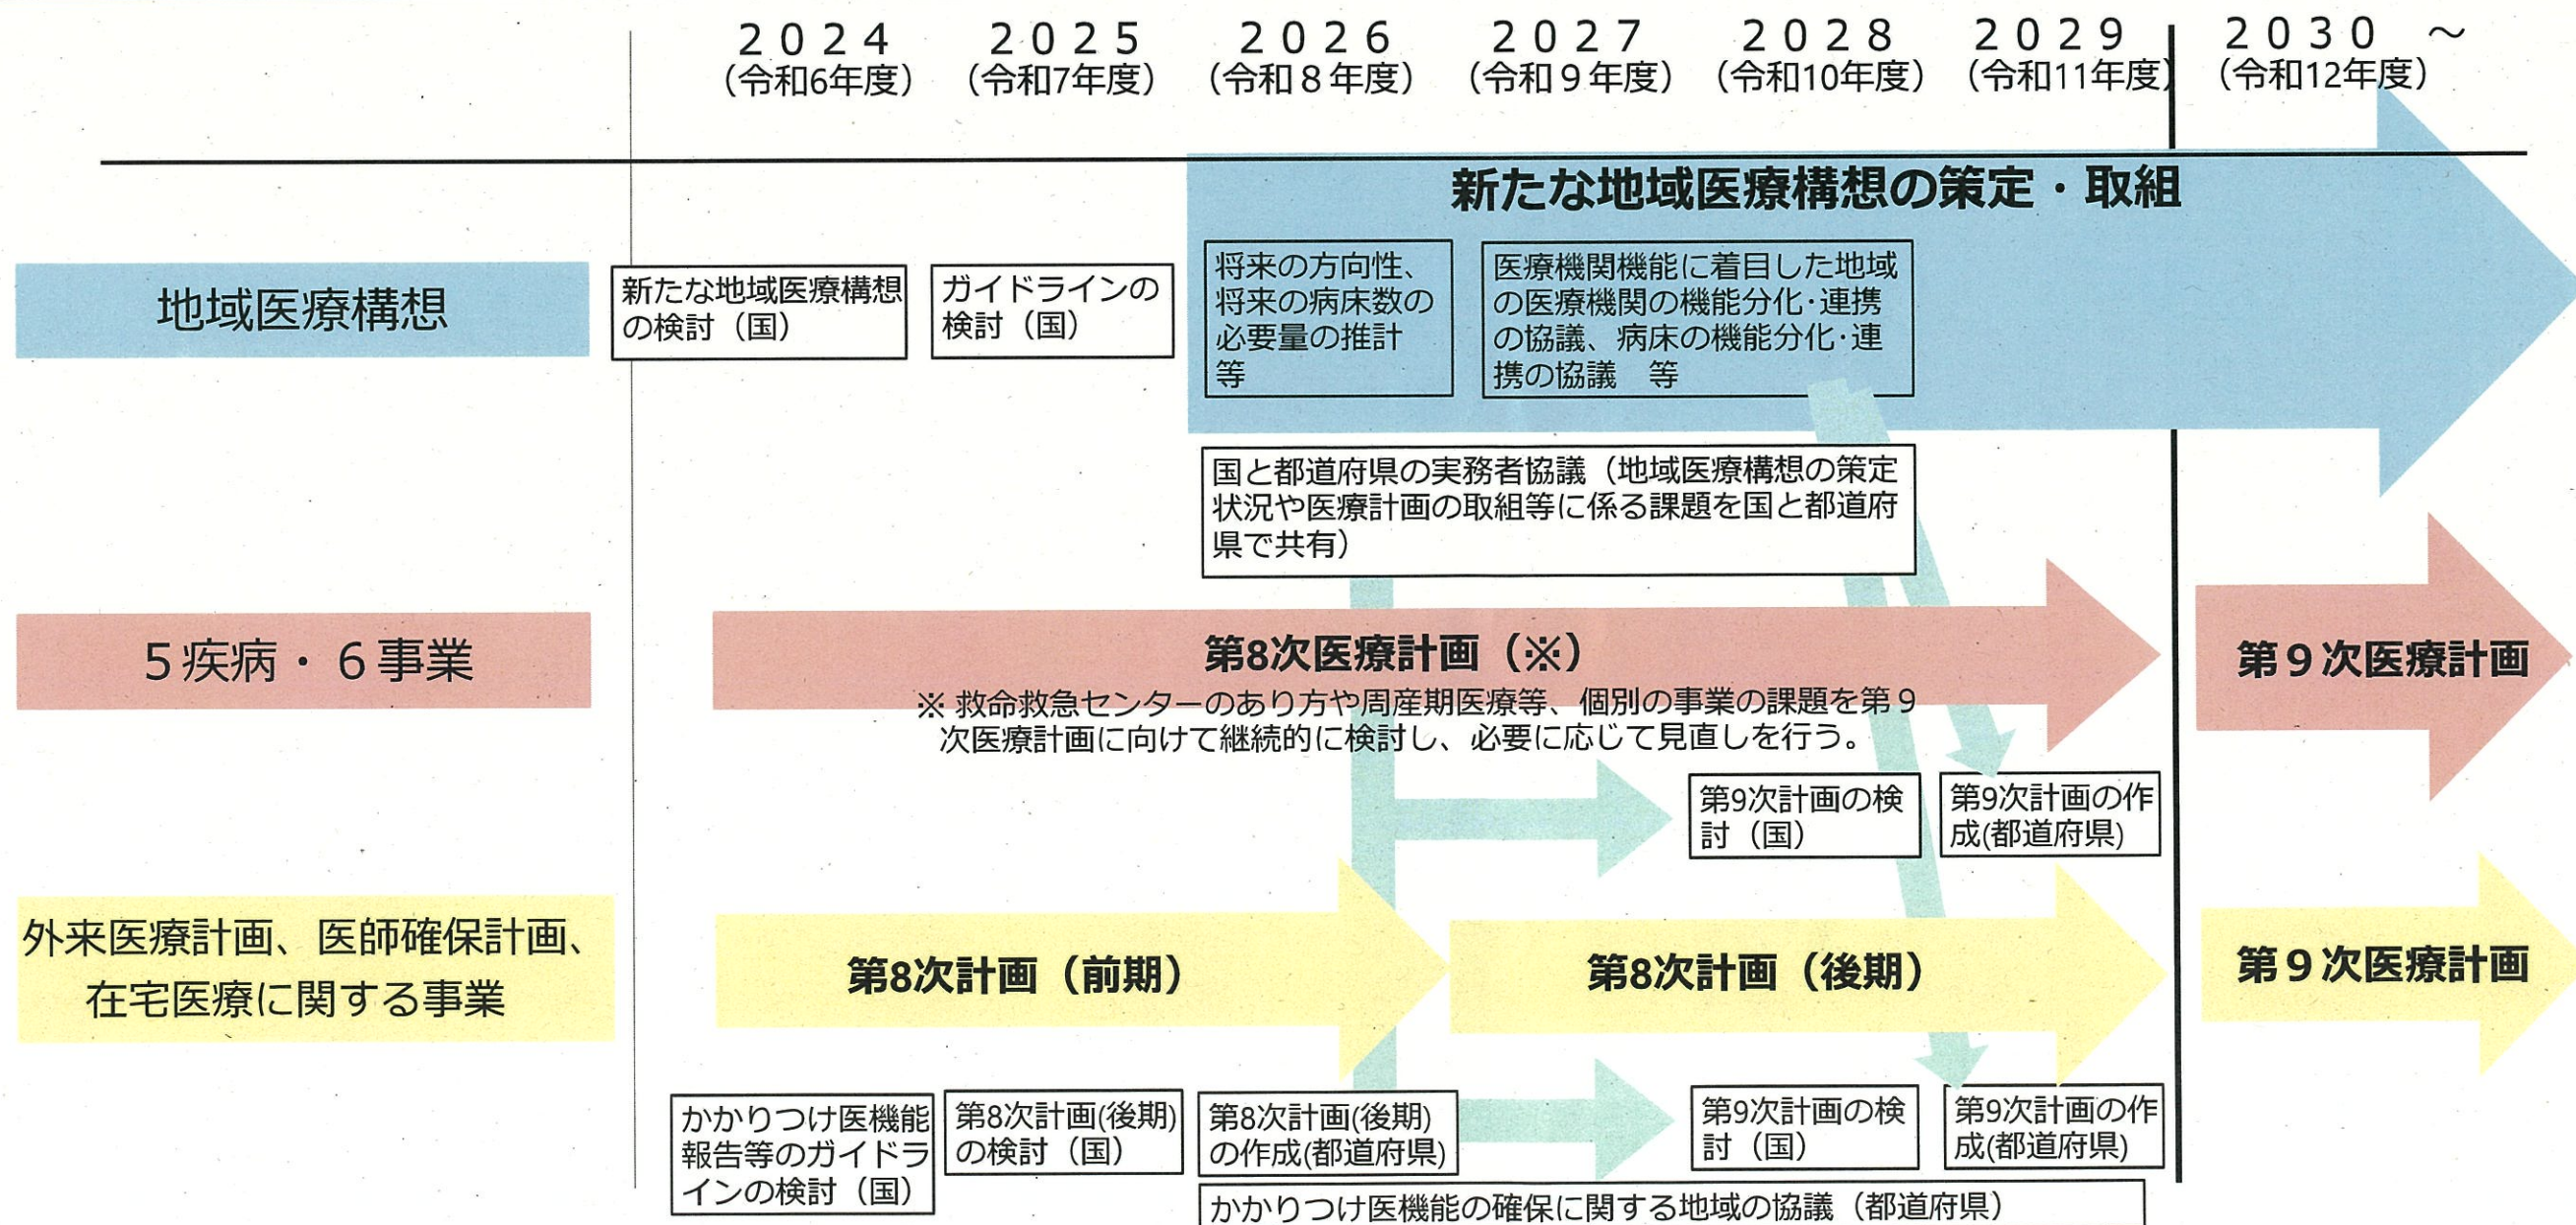 ２０２４　２０２５　２０２６　２０２７　２０２８　２０２９　２０３０　～
（令和6年度）　（令和7年度）　（令和８年度）　（令和９年度）　（令和10年度）　（令和11年度）　（令和12年度）
新たな地域医療構想の策定・取組
地域医療構想
新たな地域医療構想
の検討（国）
ガイドラインの
検討（国）
将来の方向性、
将来の病床数の
必要量の推計
等
医療機関機能に着目した地域
の医療機関の機能分化･連携
の協議、病床の機能分化･連
携の協議　等
国と都道府県の実務者協議（地域医療構想の策定
状況や医療計画の取組等に係る課題を国と都道府
県で共有）
５疾病・６事業
第8次医療計画（※）
※ 救命救急センターのあり方や周産期医療等、個別の事業の課題を第９
次医療計画に向けて継続的に検討し、必要に応じて見直しを行う。
第９次医療計画
第9次計画の検
討（国）
第9次計画の作
成(都道府県)
外来医療計画、医師確保計画、
在宅医療に関する事業
第8次計画（前期）
第8次計画（後期）
第９次医療計画
かかりつけ医機能
報告等のガイドラ
インの検討（国）
第8次計画(後期)
の検討（国）
第8次計画(後期)
の作成(都道府県)
第9次計画の検
討（国）
第9次計画の作
成(都道府県)
かかりつけ医機能の確保に関する地域の協議（都道府県）